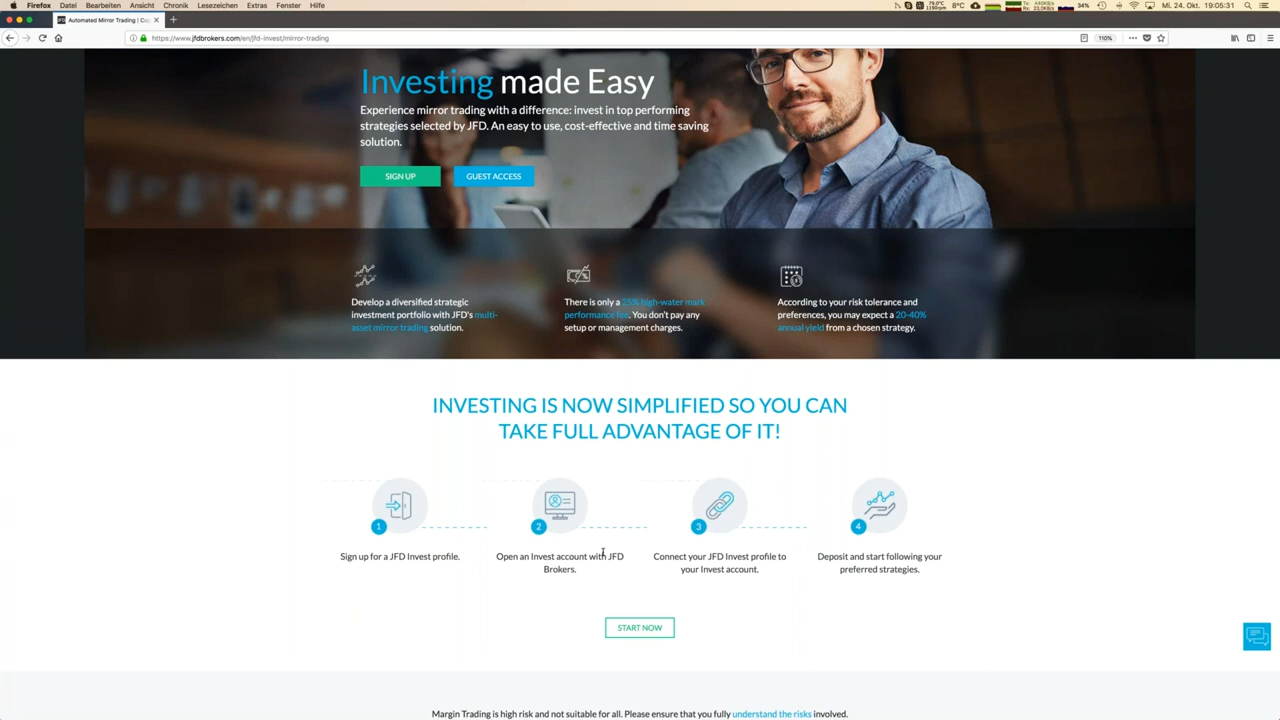 Firefox Datei Bearbeiten Ansicht Chronik Lesezeichen Extras Fenster Hilfe
8°C 34% Mi. 24. Okt. 19:05:31
Automated Mirror Trading | Co
https://www.jfdbrokers.com/en/jfd-invest/mirror-trading
110%
Investing made Easy
Experience mirror trading with a difference: invest in top performing
strategies selected by JFD. An easy to use, cost-effective and time saving
solution.
SIGN UP
GUEST ACCESS
Develop a diversified strategic
investment portfolio with JFD's multi-
asset mirror trading solution.
There is only a 25% high-water mark
performance fee. You don't pay any
setup or management charges.
According to your risk tolerance and
preferences, you may expect a 20-40%
annual yield from a chosen strategy.
INVESTING IS NOW SIMPLIFIED SO YOU CAN
TAKE FULL ADVANTAGE OF IT!
1
Sign up for a JFD Invest profile.
2
Open an Invest account with JFD
Brokers.
3
Connect your JFD Invest profile to
your Invest account.
4
Deposit and start following your
preferred strategies.
START NOW
Margin Trading is high risk and not suitable for all. Please ensure that you fully understand the risks involved.